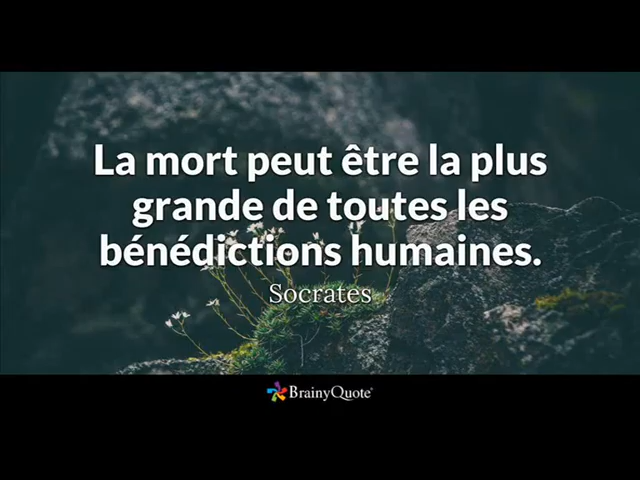 La mort peut être la plus
grande de toutes les
bénédictions humaines.
Socrates
BrainyQuote®